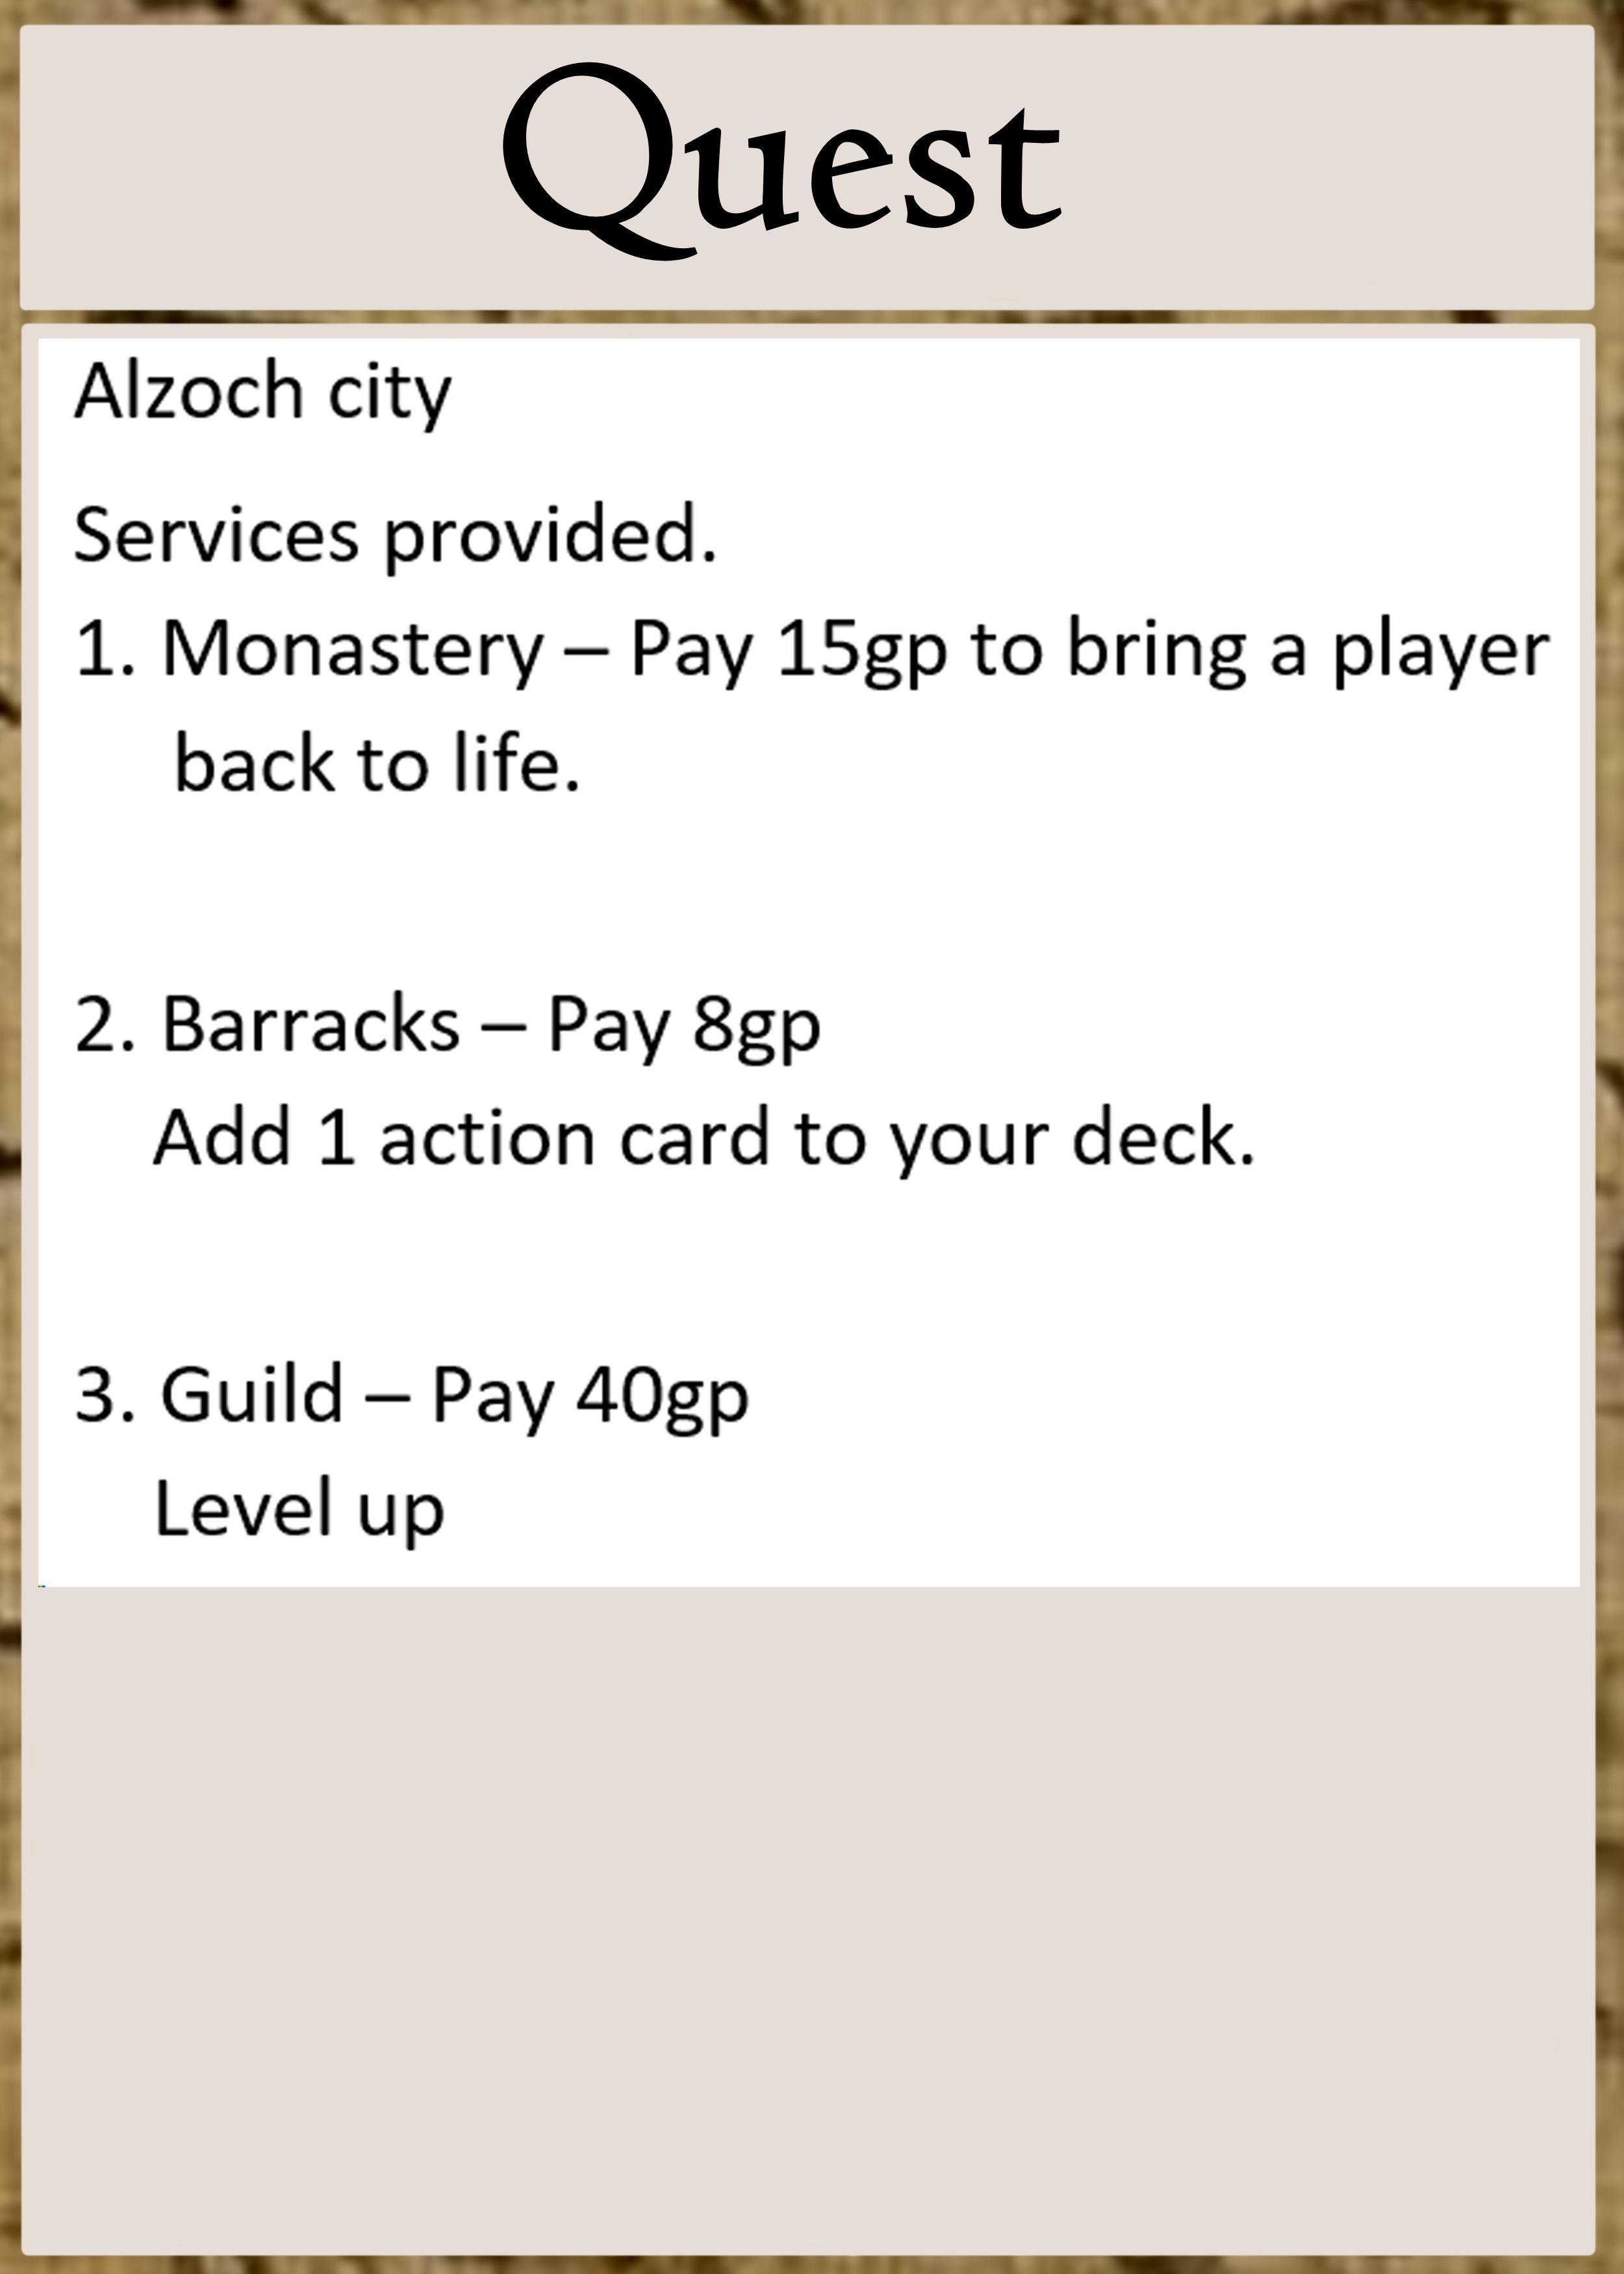 Quest
Alzoch city
Services provided.
1. Monastery – Pay 15gp to bring a player
back to life.
2. Barracks – Pay 8gp
Add 1 action card to your deck.
3. Guild – Pay 40gp
Level up